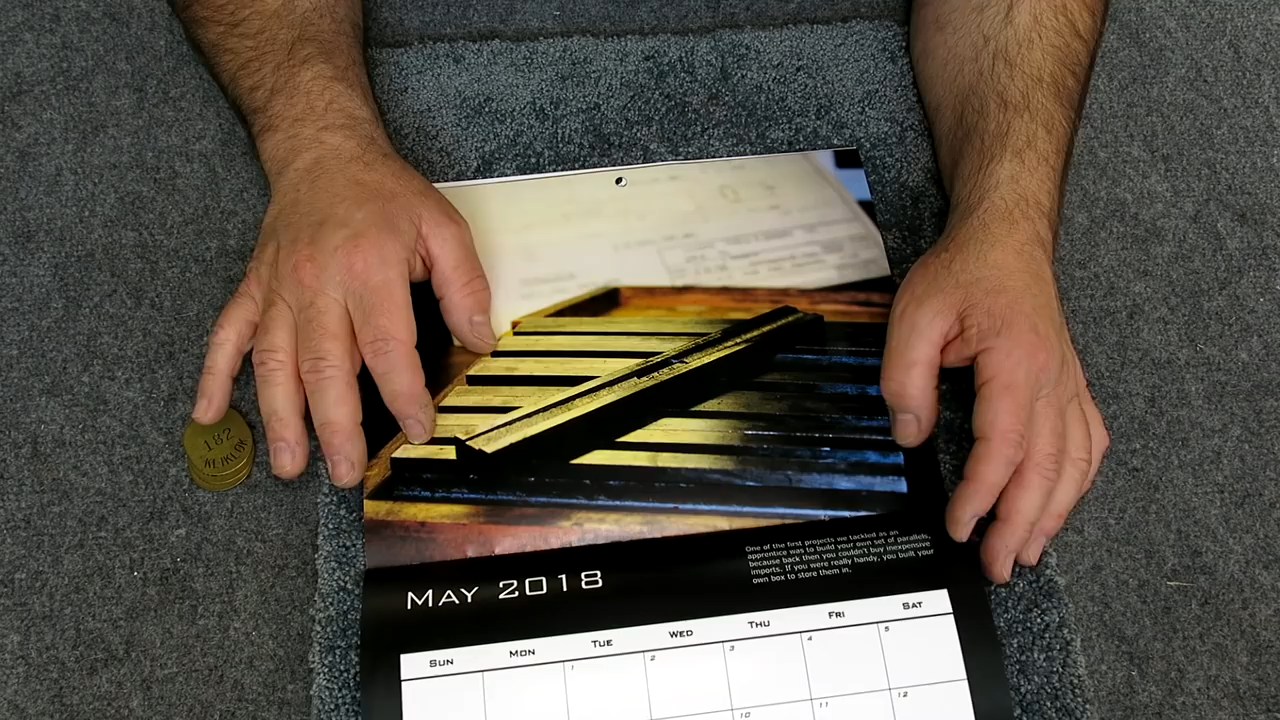 182
One of the first projects we tackled as an
apprentice was to build your own set of parallels,
because back then you couldn't buy inexpensive
imports. If you were really handy, you built your
own box to store them in.
MAY 2018
SUN MON TUE WED THU FRI SAT
1 2 3 4 5
10 11 12